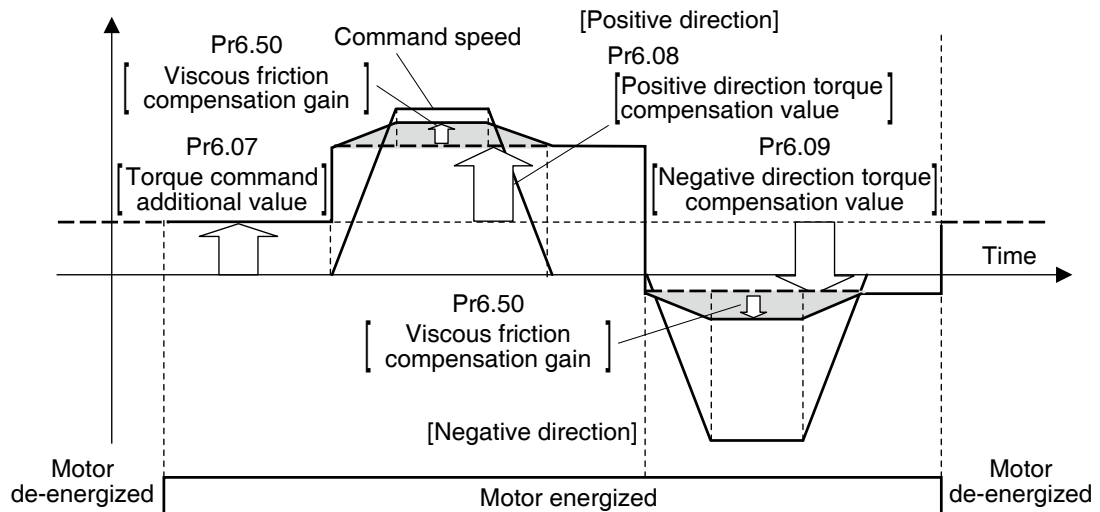 [Positive direction]
Command speed
Pr6.50
Viscous friction
compensation gain
Pr6.08
Positive direction torque
compensation value
Pr6.07
Torque command
additional value
Pr6.09
Negative direction torque
compensation value
Time
Pr6.50
Viscous friction
compensation gain
[Negative direction]
Motor
de-energized
Motor energized
Motor
de-energized